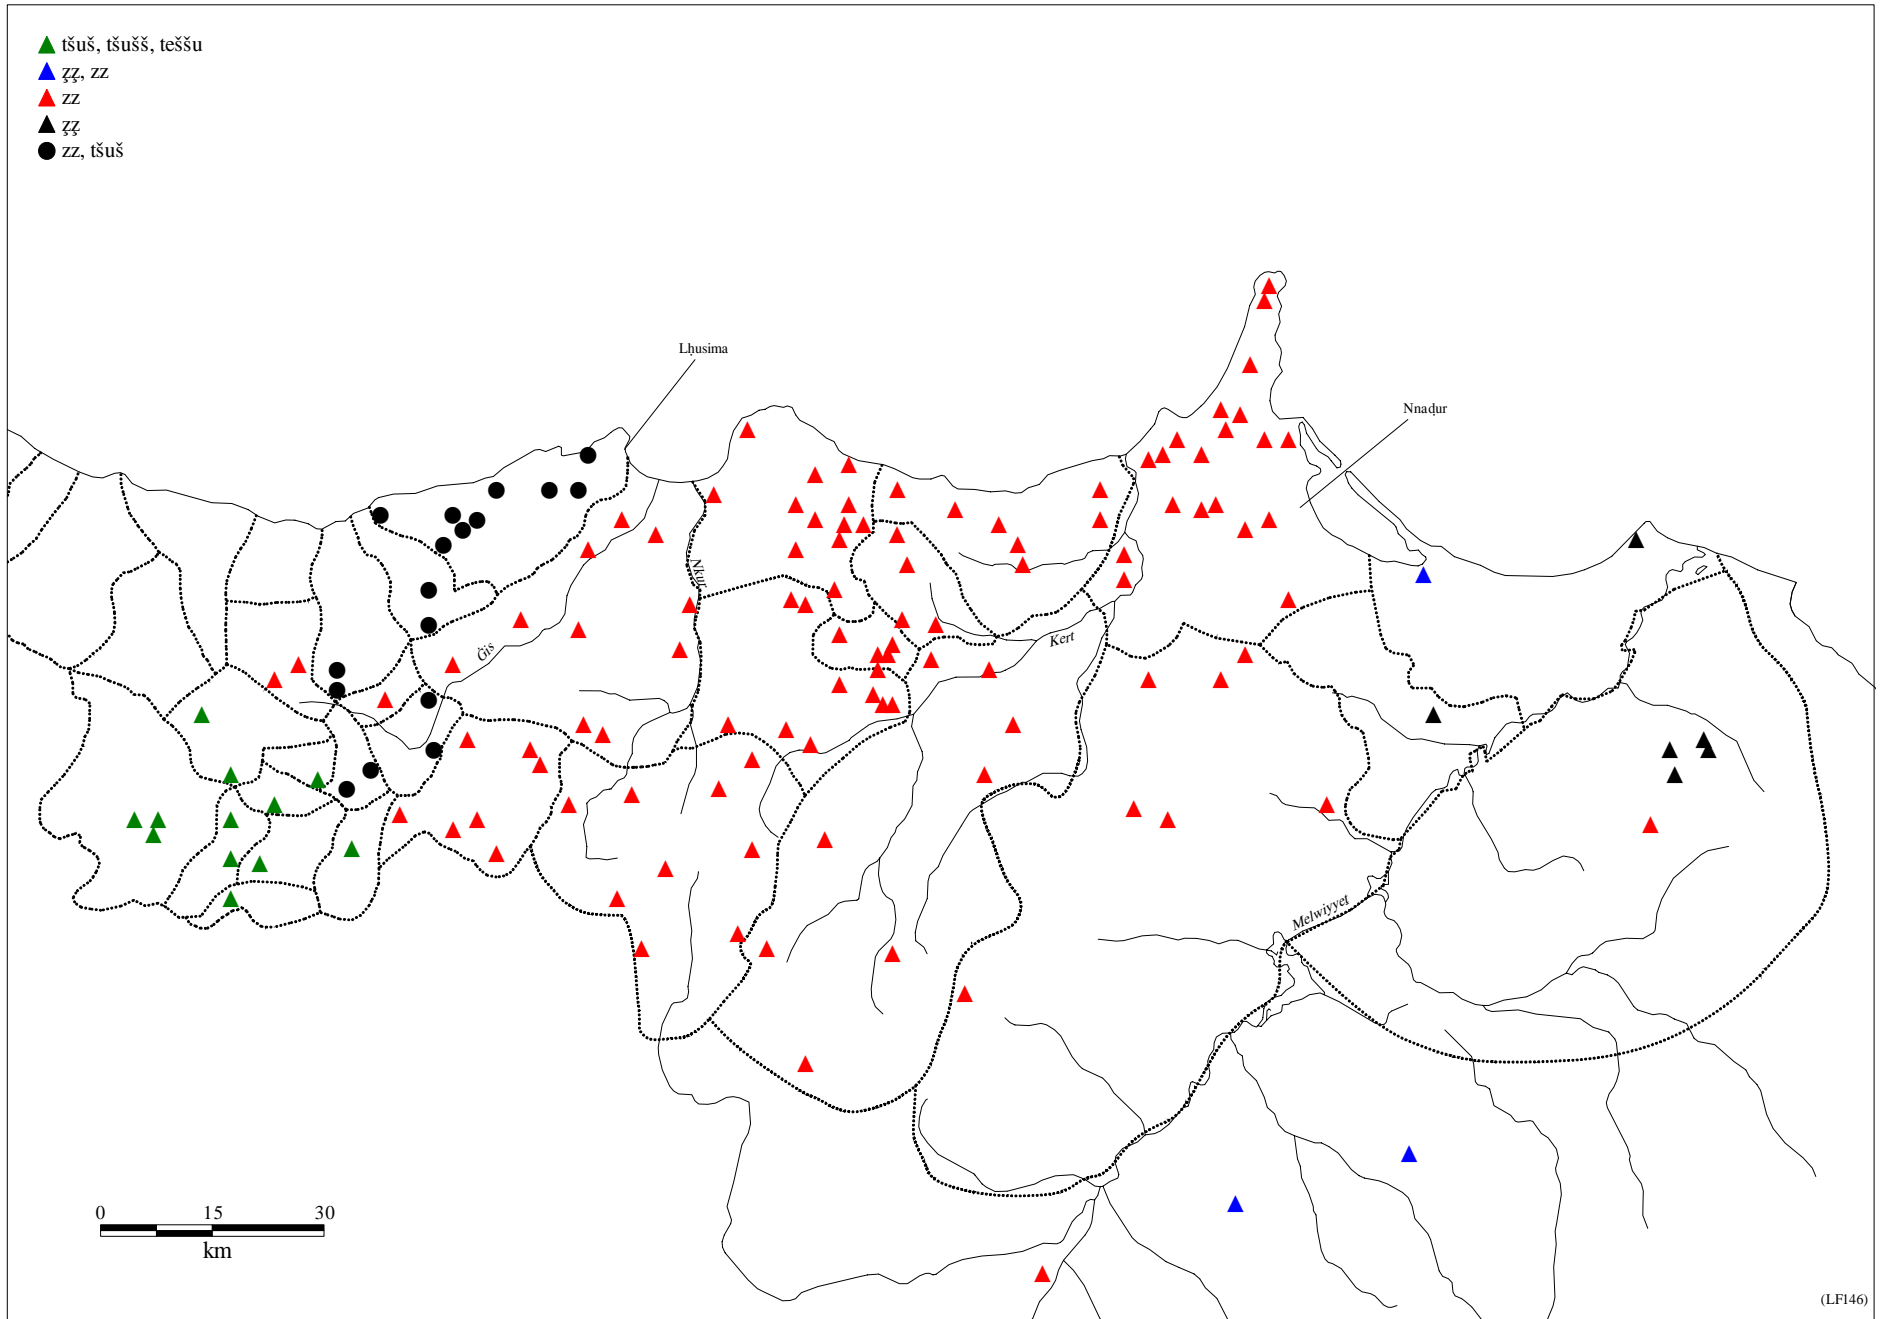 tšuš, tšušš, teššu
ẓẓ, zz
zz
ẓẓ
zz, tšuš
Lḥusima
Nnaḍur
Nkur
Kert
Ġis
Melwiyyet
0 15 30
km
(LF146)